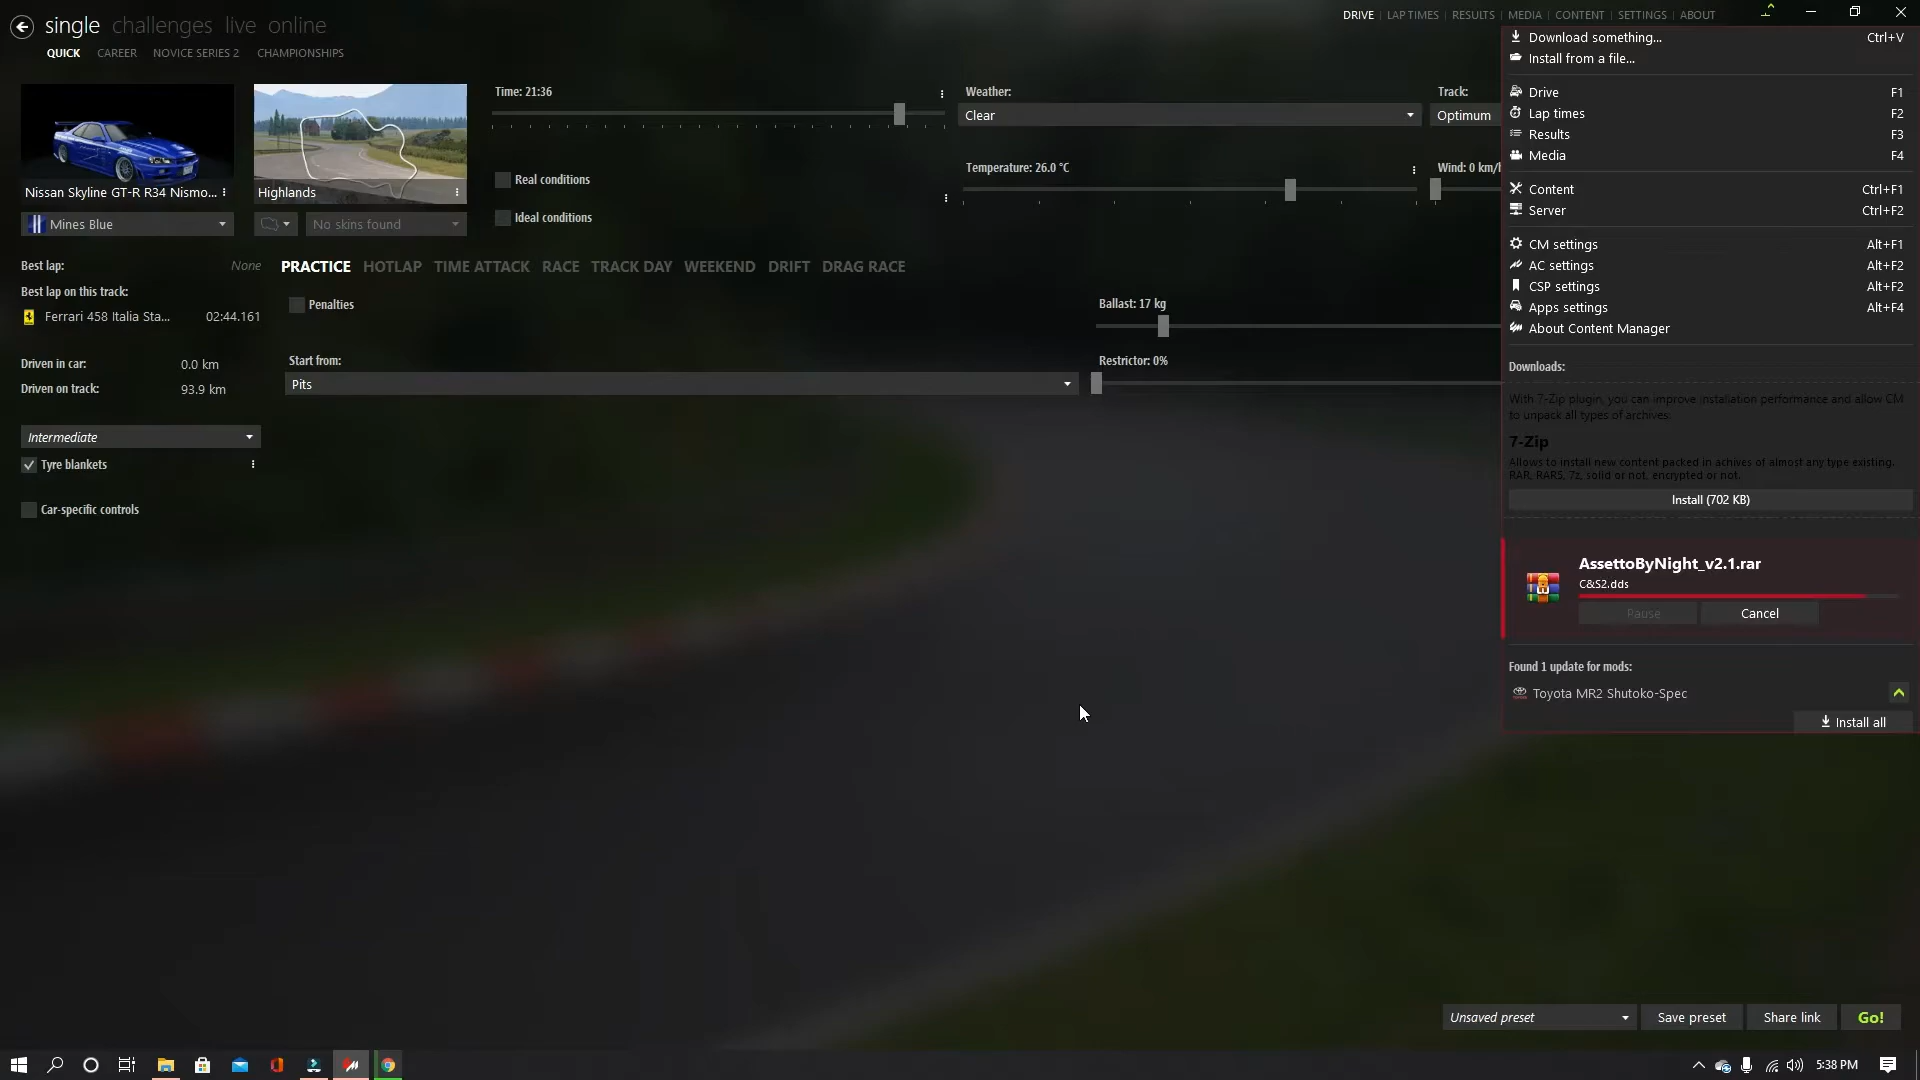 single challenges live online
DRIVE | LAP TIMES | RESULTS | MEDIA | CONTENT | SETTINGS | ABOUT
QUICK CAREER NOVICE SERIES 2 CHAMPIONSHIPS
Nissan Skyline GT-R R34 Nismo...
Highlands
Mines Blue
No skins found
Time: 21:36
Weather:
Clear
Track:
Optimum
Real conditions
Ideal conditions
Temperature: 26.0 °C
Wind: 0 km/h
Best lap: None
Best lap on this track:
Ferrari 458 Italia Sta... 02:44.161
Driven in car: 0.0 km
Driven on track: 93.9 km
Intermediate
Tyre blankets
Car-specific controls
PRACTICE HOTLAP TIME ATTACK RACE TRACK DAY WEEKEND DRIFT DRAG RACE
Penalties
Ballast: 17 kg
Start from:
Pits
Restrictor: 0%
Download something... Ctrl+V
Install from a file...
Drive F1
Lap times F2
Results F3
Media F4
Content Ctrl+F1
Server Ctrl+F2
CM settings Alt+F1
AC settings Alt+F2
CSP settings Alt+F2
Apps settings Alt+F4
About Content Manager
Downloads:
With 7-Zip plugin, you can improve installation performance and allow CM
to unpack all types of archives:
7-Zip
Allows to install new content packed in achives of almost any type existing.
RAR, RAR5, 7z, solid or not, encrypted or not.
Install (702 KB)
AssettoByNight_v2.1.rar
C&S2.dds
Pause Cancel
Found 1 update for mods:
Toyota MR2 Shutoko-Spec
Install all
Unsaved preset Save preset Share link Go!
5:38 PM